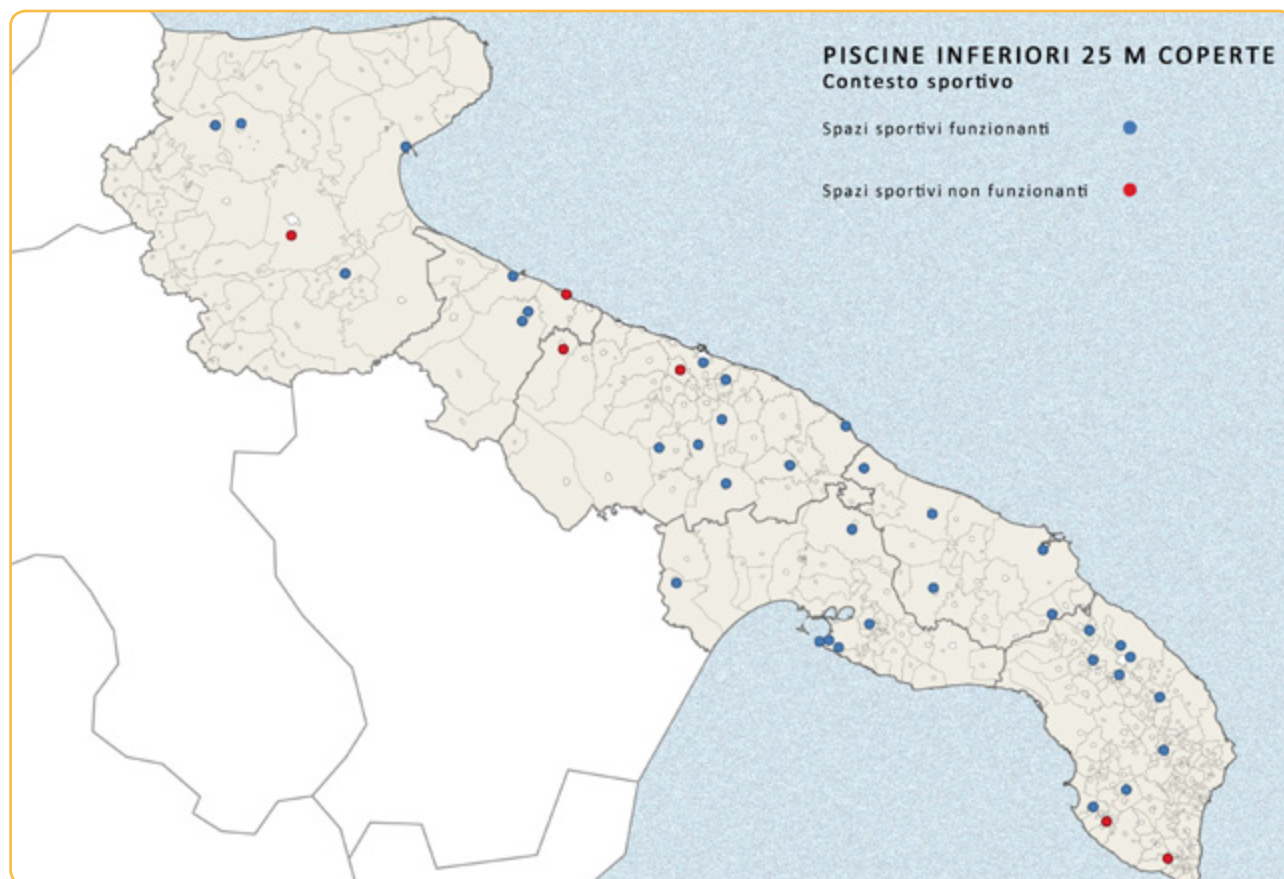 PISCINE INFERIORI 25 M COPERTE
Contesto sportivo
Spazi sportivi funzionanti
Spazi sportivi non funzionanti